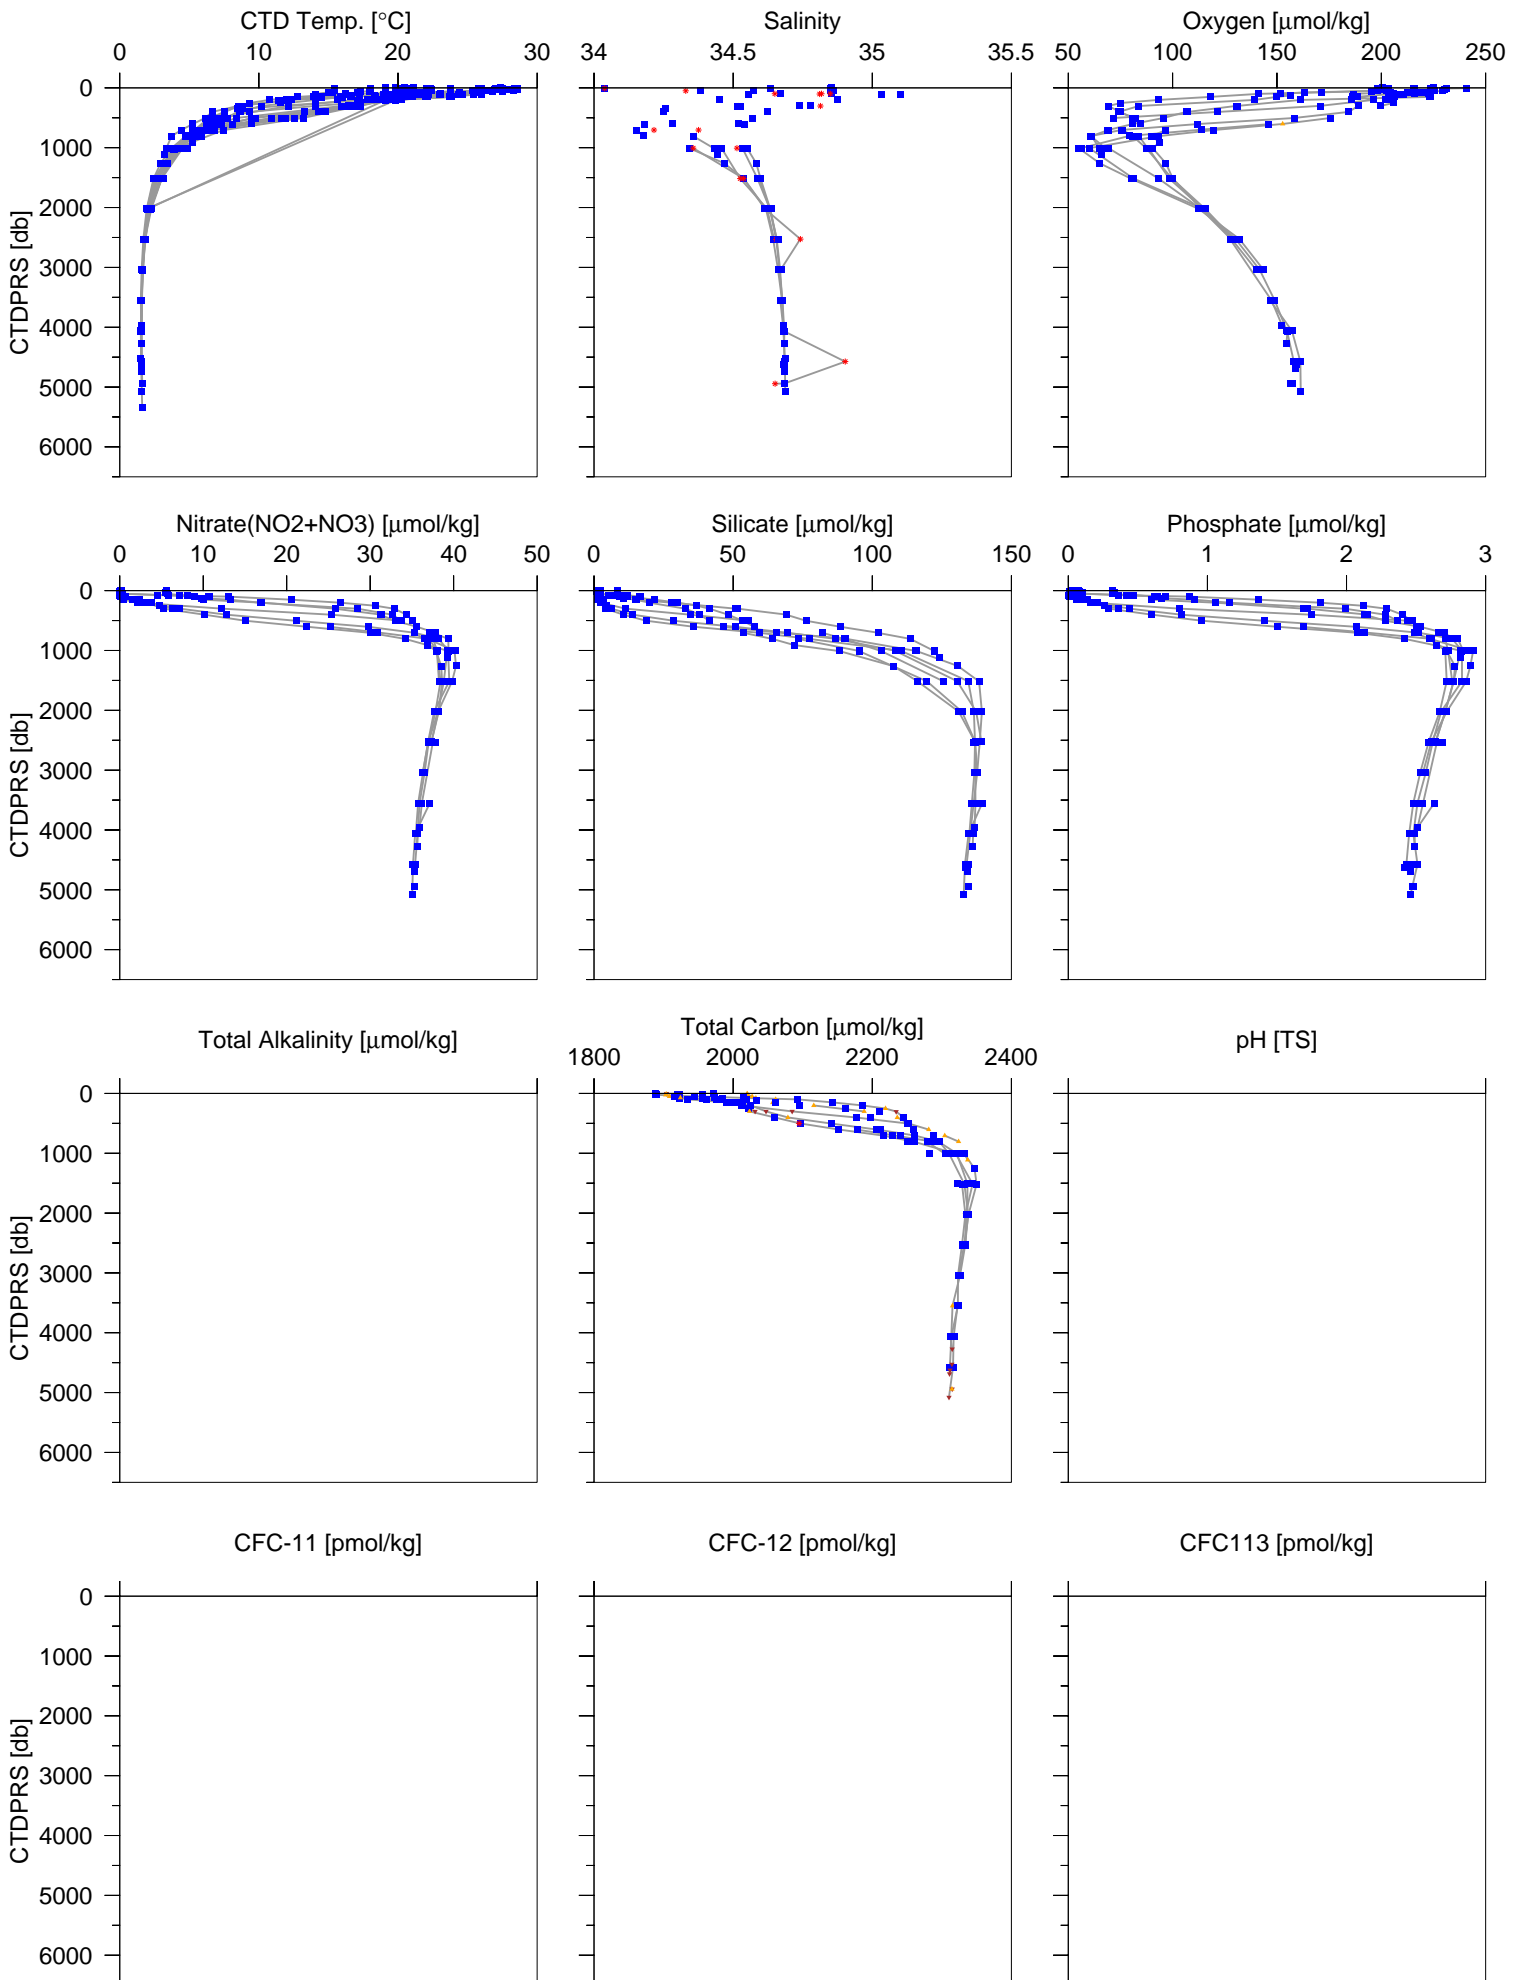 CTD Temp. [°C] Salinity Oxygen [μmol/kg]
0 10 20 30 34 34.5 35 35.5 50 100 150 200 250
0
1000
2000
3000
4000
5000
6000
CTDPRS [db]
Nitrate(NO2+NO3) [μmol/kg] Silicate [μmol/kg] Phosphate [μmol/kg]
0 10 20 30 40 50 0 50 100 150 0 1 2 3
0
1000
2000
3000
4000
5000
6000
CTDPRS [db]
Total Alkalinity [μmol/kg] Total Carbon [μmol/kg] pH [TS]
1800 2000 2200 2400
0
1000
2000
3000
4000
5000
6000
CTDPRS [db]
CFC-11 [pmol/kg] CFC-12 [pmol/kg] CFC113 [pmol/kg]
0
1000
2000
3000
4000
5000
6000
CTDPRS [db]